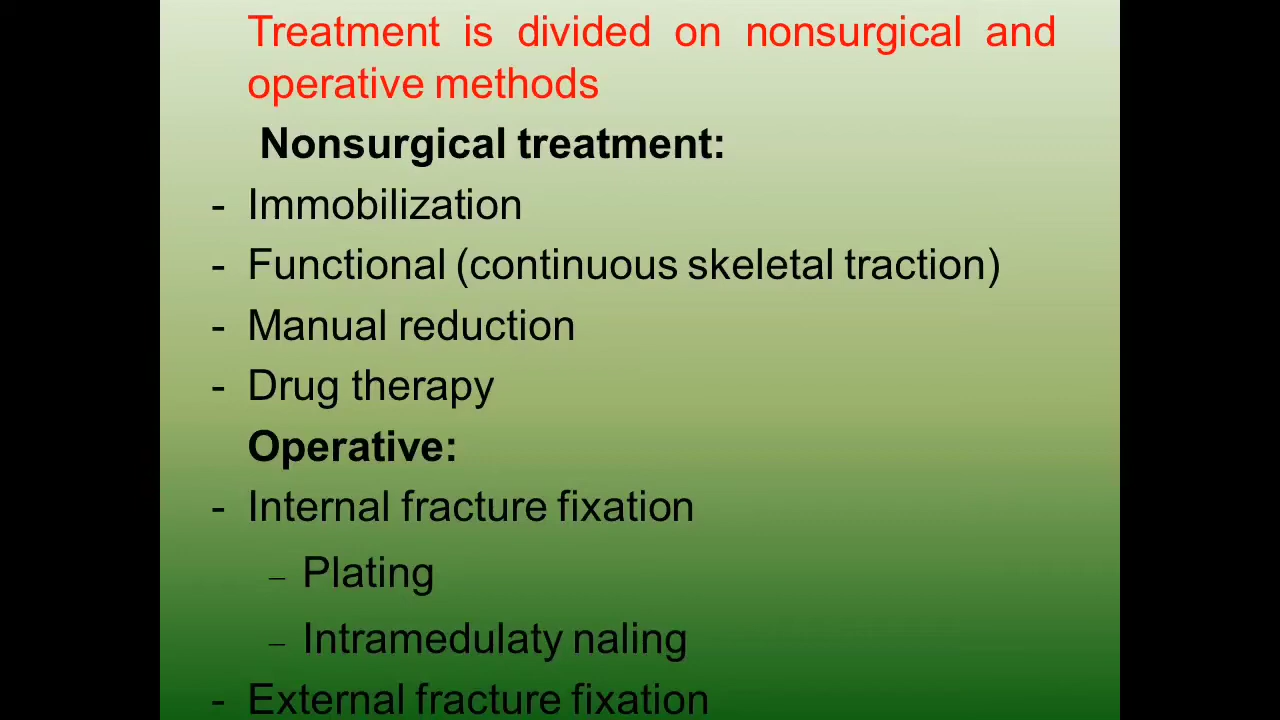 Treatment is divided on nonsurgical and
operative methods
Nonsurgical treatment:
- Immobilization
- Functional (continuous skeletal traction)
- Manual reduction
- Drug therapy
Operative:
- Internal fracture fixation
– Plating
– Intramedulaty naling
- External fracture fixation